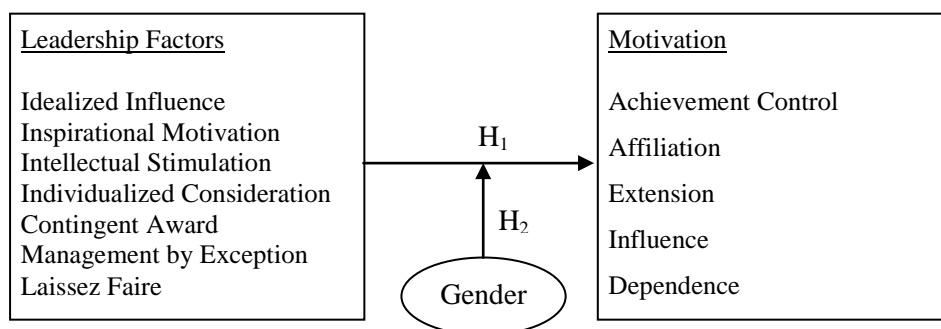 Leadership Factors
Idealized Influence
Inspirational Motivation
Intellectual Stimulation
Individualized Consideration
Contingent Award
Management by Exception
Laissez Faire
H₁
H₂
Gender
Motivation
Achievement Control
Affiliation
Extension
Influence
Dependence